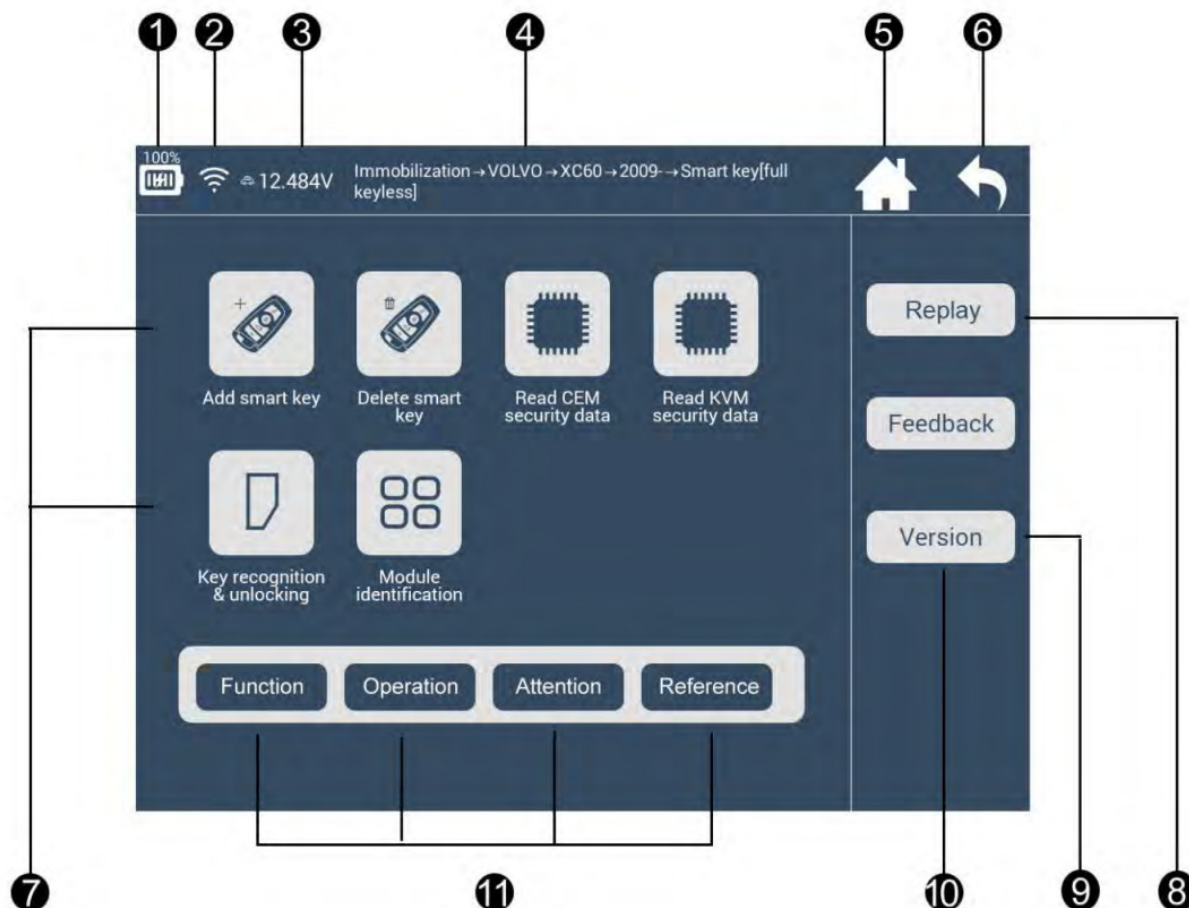 1 2 3 4 5 6
100%
12.484V
Immobilization→VOLVO→XC60→2009-→Smart key[full
keyless]
Replay
Add smart key
Delete smart
key
Read CEM
security data
Read KVM
security data
Feedback
Version
Key recognition
& unlocking
Module
identification
Function
Operation
Attention
Reference
7 11 10 9 8